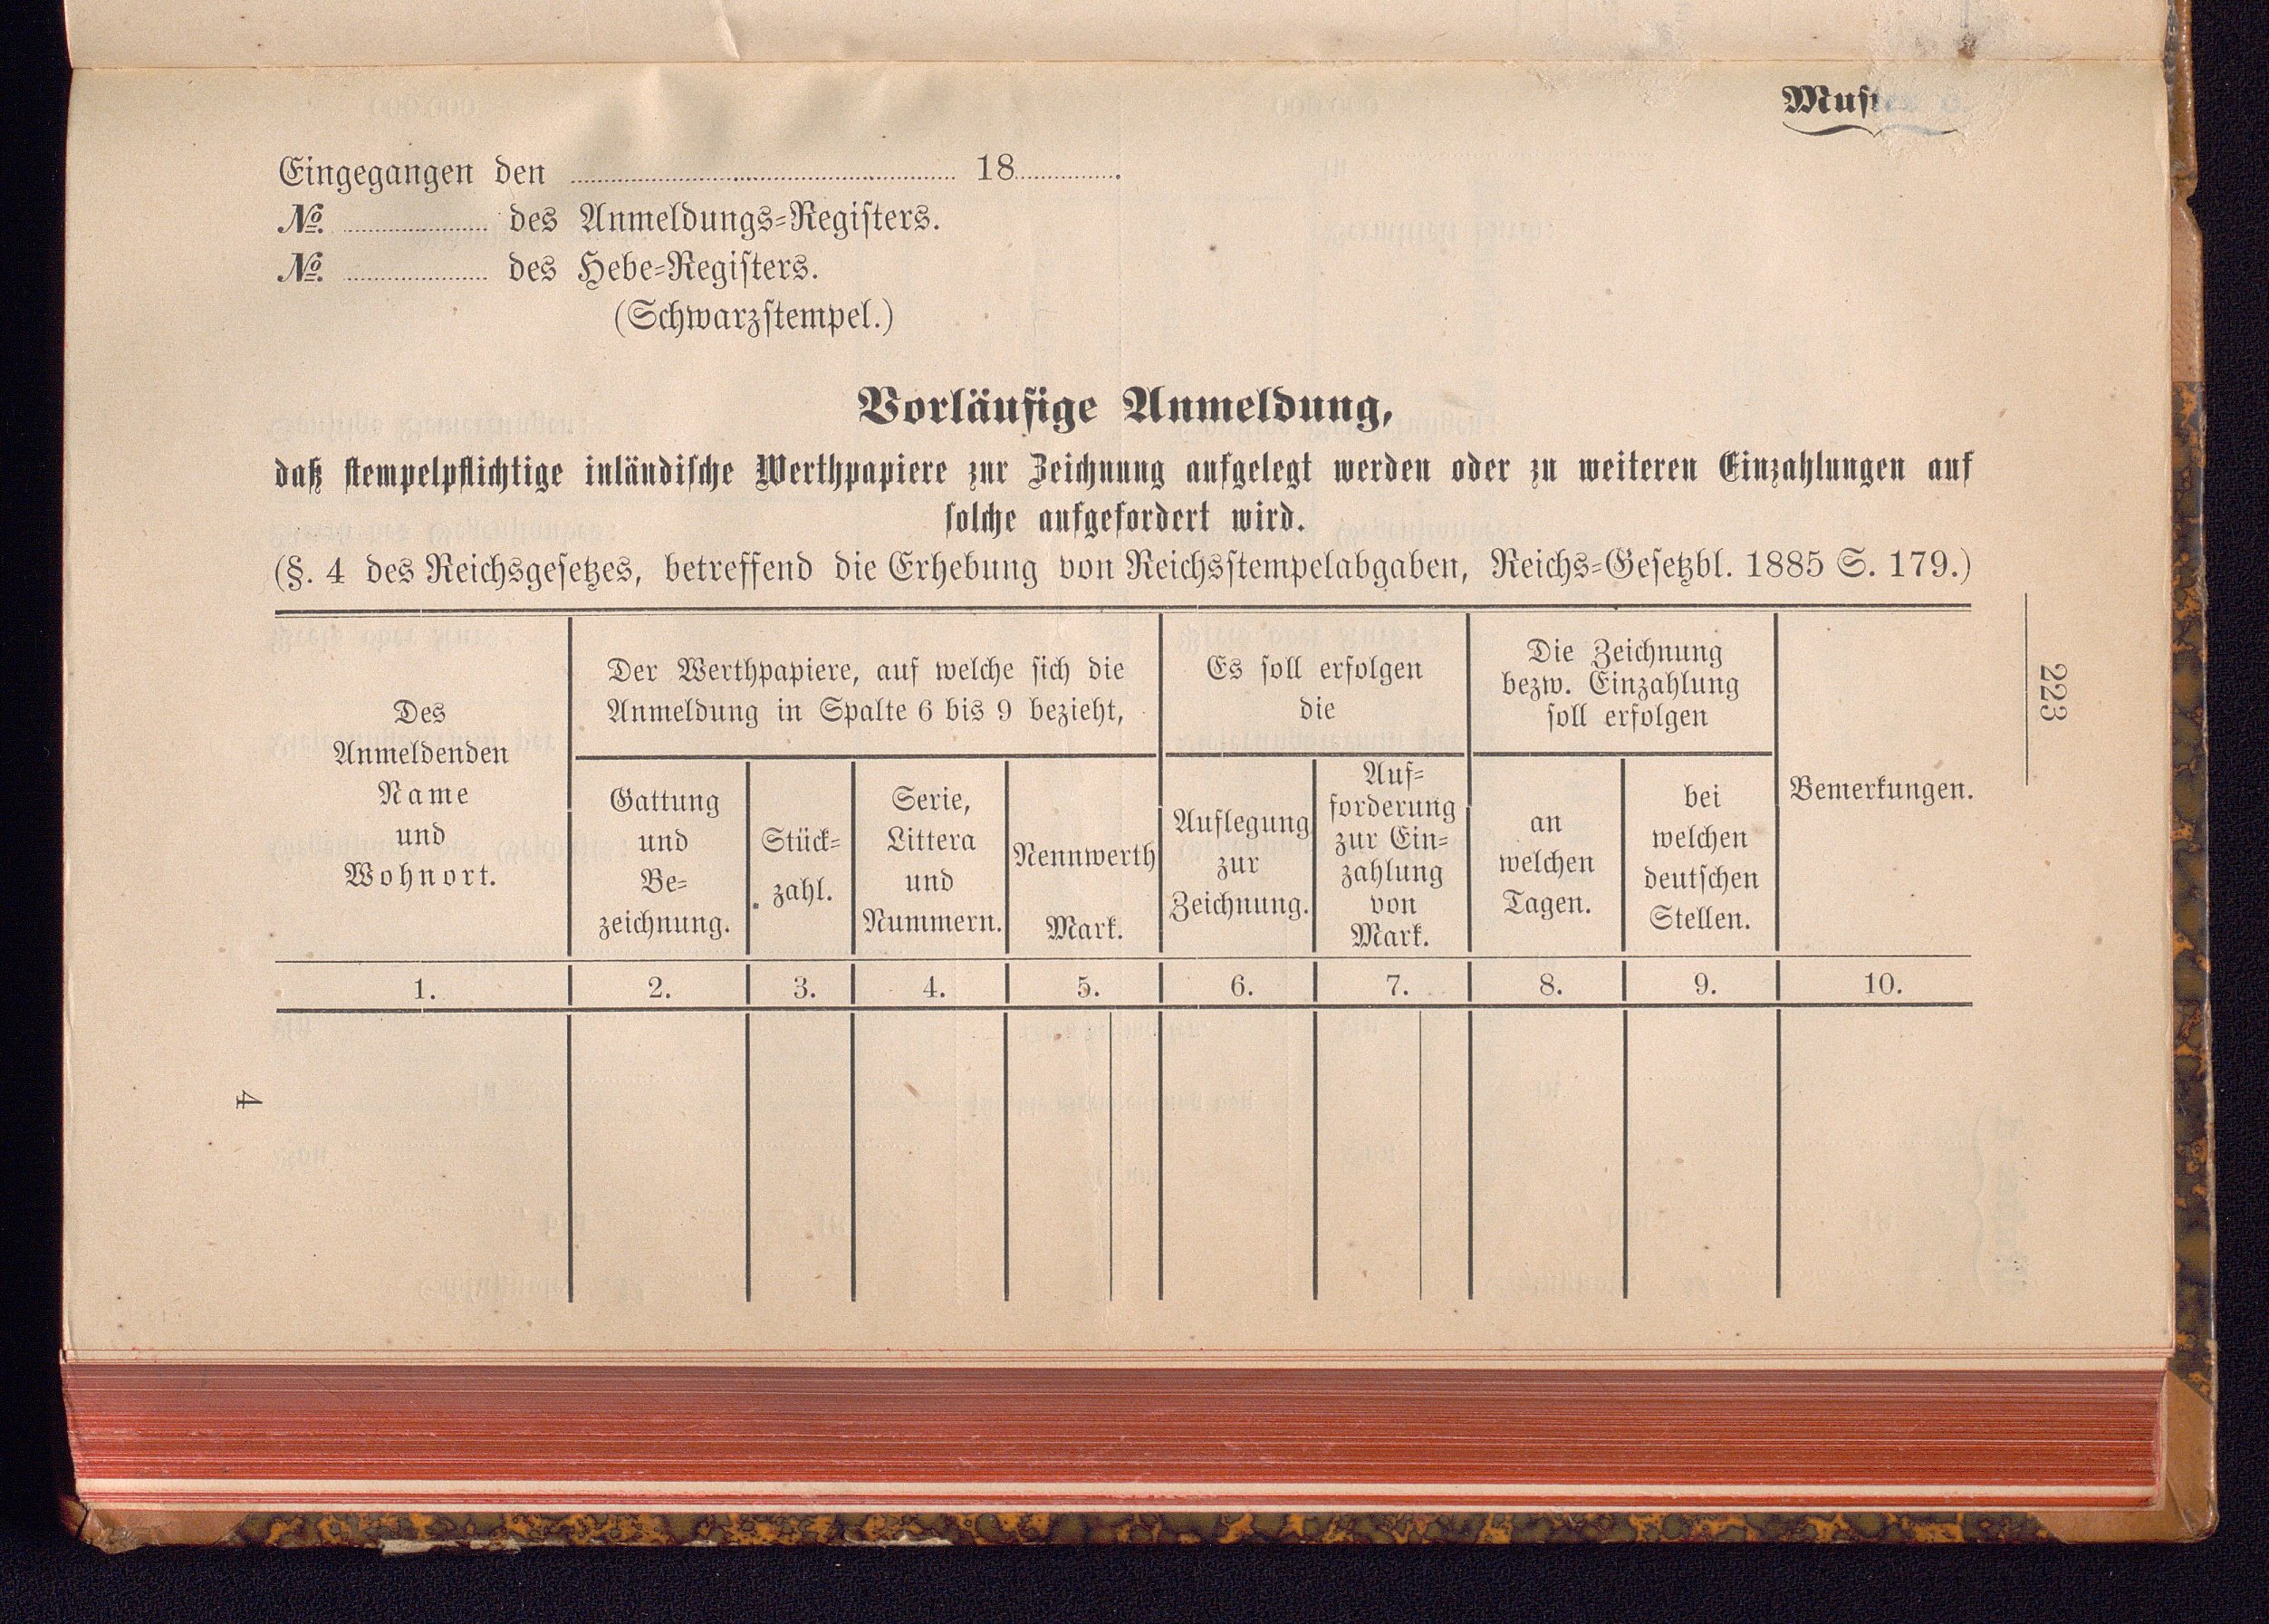 Eingegangen den 18 .
No. des Anmeldungs-Registers.
No. des Hebe-Registers.
(Schwarzstempel.)
Vorläufige Anmeldung,
daß stempelpflichtige inländische Werthpapiere zur Zeichnung aufgelegt werden oder zu weiteren Einzahlungen auf
solche aufgefordert wird.
(§. 4 des Reichsgesetzes, betreffend die Erhebung von Reichsstempelabgaben, Reichs-Gesetzbl. 1885 S. 179.)
Des
Anmeldenden
Name
und
Wohnort.
Der Werthpapiere, auf welche sich die
Anmeldung in Spalte 6 bis 9 bezieht,
Gattung
und
Be-
zeichnung.
Stück-
zahl.
Serie,
Littera
und
Nummern.
Nennwerth
Mark.
Es soll erfolgen
die
Auflegung
zur
Zeichnung.
Auf-
forderung
zur Ein-
zahlung
von
Mark.
Die Zeichnung
bezw. Einzahlung
soll erfolgen
an
welchen
Tagen.
bei
welchen
deutschen
Stellen.
Bemerkungen.
1. 2. 3. 4. 5. 6. 7. 8. 9. 10.
223
4